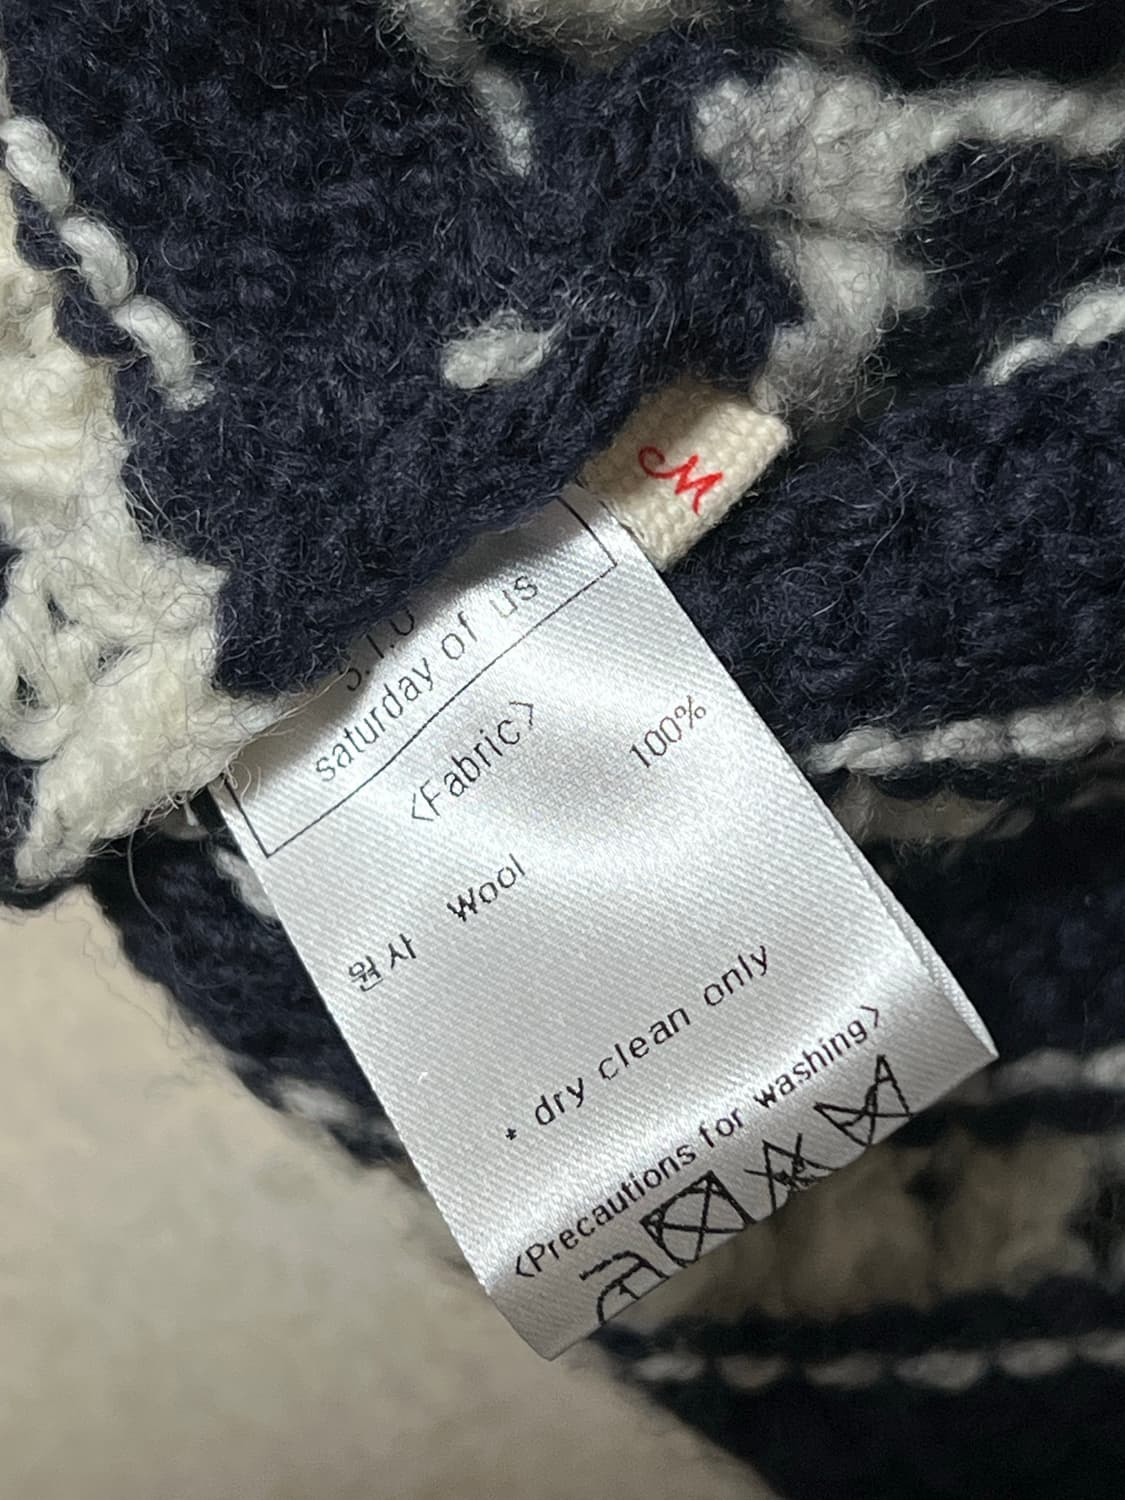 M
saturday of us
<Fabric>
원사 Wool 100%
* dry clean only
<Precautions for washing>